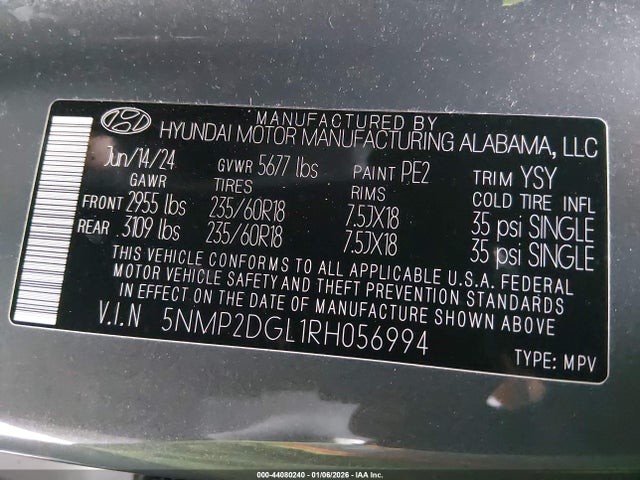 MANUFACTURED BY
HYUNDAI MOTOR MANUFACTURING ALABAMA, LLC
Jun/14/24 GVWR 5677 lbs PAINT PE2 TRIM YSY
GAWR TIRES RIMS COLD TIRE INFL
FRONT 2955 lbs 235/60R18 7.5JX18 35 psi SINGLE
REAR 3109 lbs 235/60R18 7.5JX18 35 psi SINGLE
THIS VEHICLE CONFORMS TO ALL APPLICABLE U.S.A. FEDERAL
MOTOR VEHICLE SAFETY AND THEFT PREVENTION STANDARDS
IN EFFECT ON THE DATE OF MANUFACTURE SHOWN ABOVE
V.I.N 5NMP2DGL1RH056994
TYPE: MPV
000-44080240 - 01/06/2026 - IAA Inc.